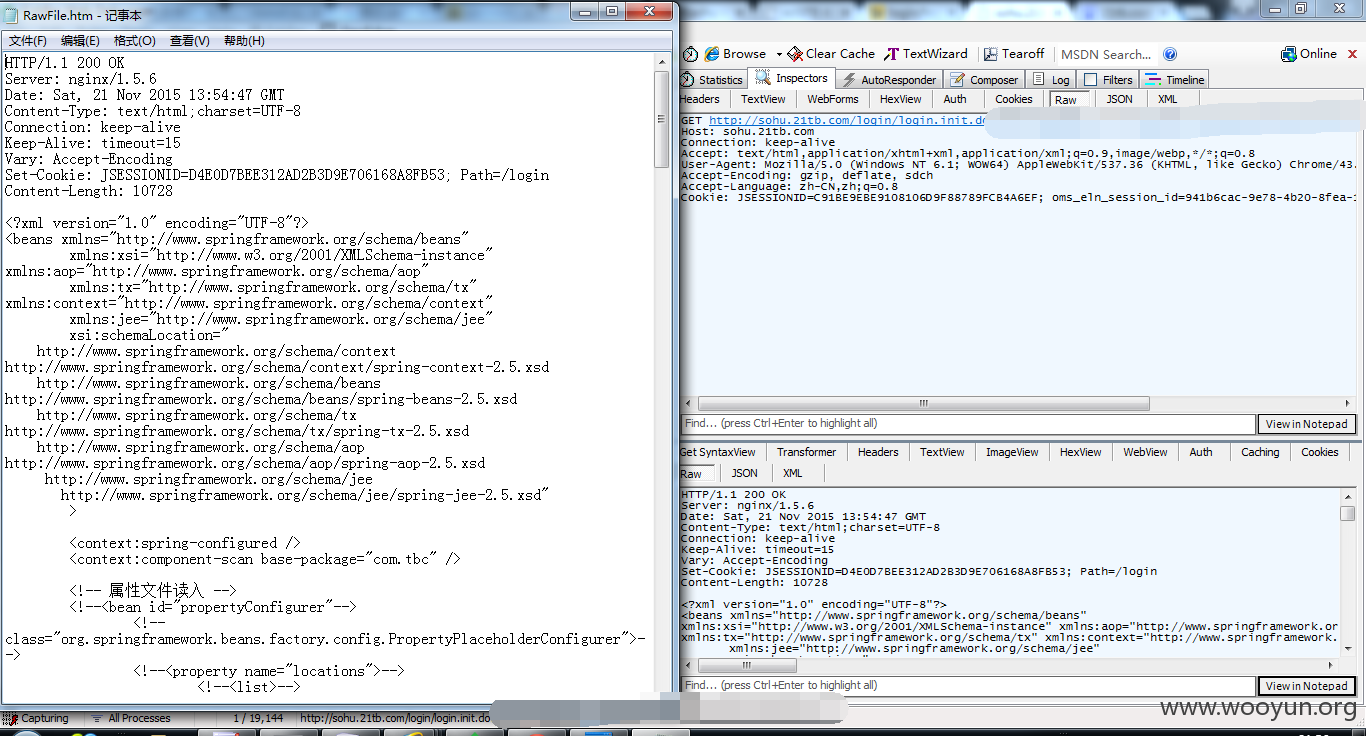 RawFile.htm - 记事本
文件(F) 编辑(E) 格式(O) 查看(V) 帮助(H)
HTTP/1.1 200 OK
Server: nginx/1.5.6
Date: Sat, 21 Nov 2015 13:54:47 GMT
Content-Type: text/html;charset=UTF-8
Connection: keep-alive
Keep-Alive: timeout=15
Vary: Accept-Encoding
Set-Cookie: JSESSIONID=D4E0D7BEE312AD2B3D9E706168A8FB53; Path=/login
Content-Length: 10728
<?xml version="1.0" encoding="UTF-8"?>
<beans xmlns="http://www.springframework.org/schema/beans"
xmlns:xsi="http://www.w3.org/2001/XMLSchema-instance"
xmlns:aop="http://www.springframework.org/schema/aop"
xmlns:tx="http://www.springframework.org/schema/tx"
xmlns:context="http://www.springframework.org/schema/context"
xmlns:jee="http://www.springframework.org/schema/jee"
xsi:schemaLocation="
http://www.springframework.org/schema/context
http://www.springframework.org/schema/context/spring-context-2.5.xsd
http://www.springframework.org/schema/beans
http://www.springframework.org/schema/beans/spring-beans-2.5.xsd
http://www.springframework.org/schema/tx
http://www.springframework.org/schema/tx/spring-tx-2.5.xsd
http://www.springframework.org/schema/aop
http://www.springframework.org/schema/aop/spring-aop-2.5.xsd
http://www.springframework.org/schema/jee
http://www.springframework.org/schema/jee/spring-jee-2.5.xsd"
>
<context:spring-configured />
<context:component-scan base-package="com.tbc" />
<!-- 属性文件读入 -->
<!--<bean id="propertyConfigurer"-->
<!--
class="org.springframework.beans.factory.config.PropertyPlaceholderConfigurer">--
-->
<!--<property name="locations">-->
<!--<list>-->
Browse Clear Cache TextWizard Tearoff MSDN Search... Online
Statistics Inspectors AutoResponder Composer Log Filters Timeline
Headers TextView WebForms HexView Auth Cookies Raw JSON XML
GET http://sohu.21tb.com/login/login.init.do
Host: sohu.21tb.com
Connection: keep-alive
Accept: text/html,application/xhtml+xml,application/xml;q=0.9,image/webp,*/*;q=0.8
User-Agent: Mozilla/5.0 (Windows NT 6.1; WOW64) AppleWebKit/537.36 (KHTML, like Gecko) Chrome/43.
Accept-Encoding: gzip, deflate, sdch
Accept-Language: zh-CN,zh;q=0.8
Cookie: JSESSIONID=C91BE9EBE9108106D9F88789FCB4A6EF; oms_eln_session_id=941b6cac-9e78-4b20-8fea-
Find... (press Ctrl+Enter to highlight all) View in Notepad
Get SyntaxView Transformer Headers TextView ImageView HexView WebView Auth Caching Cookies
Raw JSON XML
HTTP/1.1 200 OK
Server: nginx/1.5.6
Date: Sat, 21 Nov 2015 13:54:47 GMT
Content-Type: text/html;charset=UTF-8
Connection: keep-alive
Keep-Alive: timeout=15
Vary: Accept-Encoding
Set-Cookie: JSESSIONID=D4E0D7BEE312AD2B3D9E706168A8FB53; Path=/login
Content-Length: 10728
<?xml version="1.0" encoding="UTF-8"?>
<beans xmlns="http://www.springframework.org/schema/beans"
xmlns:xsi="http://www.w3.org/2001/XMLSchema-instance" xmlns:aop="http://www.springframework.or
xmlns:tx="http://www.springframework.org/schema/tx" xmlns:context="http://www.springframework.
xmlns:jee="http://www.springframework.org/schema/jee"
Find... (press Ctrl+Enter to highlight all) View in Notepad
Capturing All Processes 1 / 19,144 http://sohu.21tb.com/login/login.init.do
www.wooyun.org